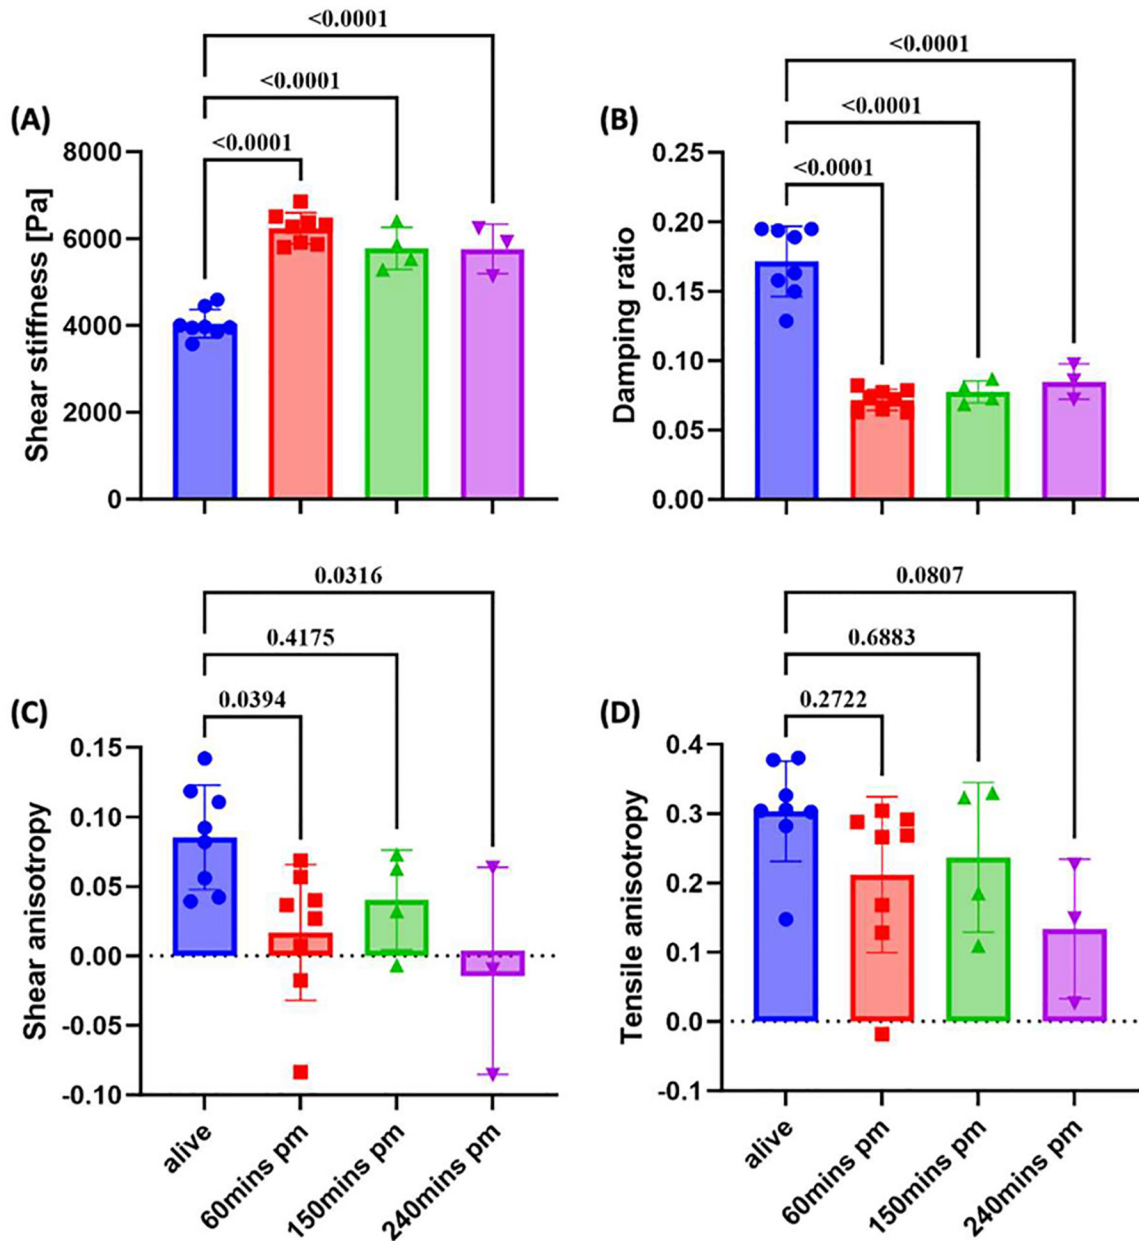 (A)
<0.0001
<0.0001
<0.0001
Shear stiffness [Pa]
8000
6000
4000
2000
0
(B)
<0.0001
<0.0001
<0.0001
Damping ratio
0.25
0.20
0.15
0.10
0.05
0.00
(C)
0.0316
0.4175
0.0394
Shear anisotropy
0.15
0.10
0.05
0.00
-0.05
-0.10
alive
60mins pm
150mins pm
240mins pm
(D)
0.0807
0.6883
0.2722
Tensile anisotropy
0.4
0.3
0.2
0.1
0.0
-0.1
alive
60mins pm
150mins pm
240mins pm